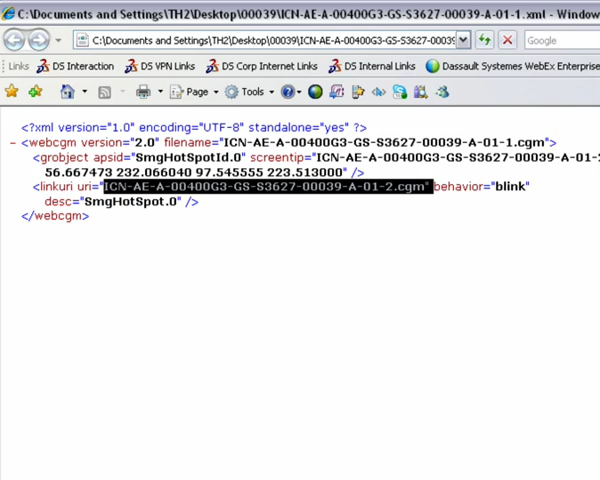 C:\Documents and Settings\TH2\Desktop\00039\ICN-AE-A-00400G3-GS-S3627-00039-A-01-1.xml - Window
C:\Documents and Settings\TH2\Desktop\00039\ICN-AE-A-00400G3-GS-S3627-00039
Google
Links DS Interaction DS VPN Links DS Corp Internet Links DS Internal Links Dassault Systemes WebEx Enterprise
Page Tools
<?xml version="1.0" encoding="UTF-8" standalone="yes" ?>
- <webcgm version="2.0" filename="ICN-AE-A-00400G3-GS-S3627-00039-A-01-1.cgm">
<grobject apsid="SmgHotSpotId.0" screentip="ICN-AE-A-00400G3-GS-S3627-00039-A-01-2
56.667473 232.066040 97.545555 223.513000" />
<linkuri uri="ICN-AE-A-00400G3-GS-S3627-00039-A-01-2.cgm" behavior="blink"
desc="SmgHotSpot.0" />
</webcgm>